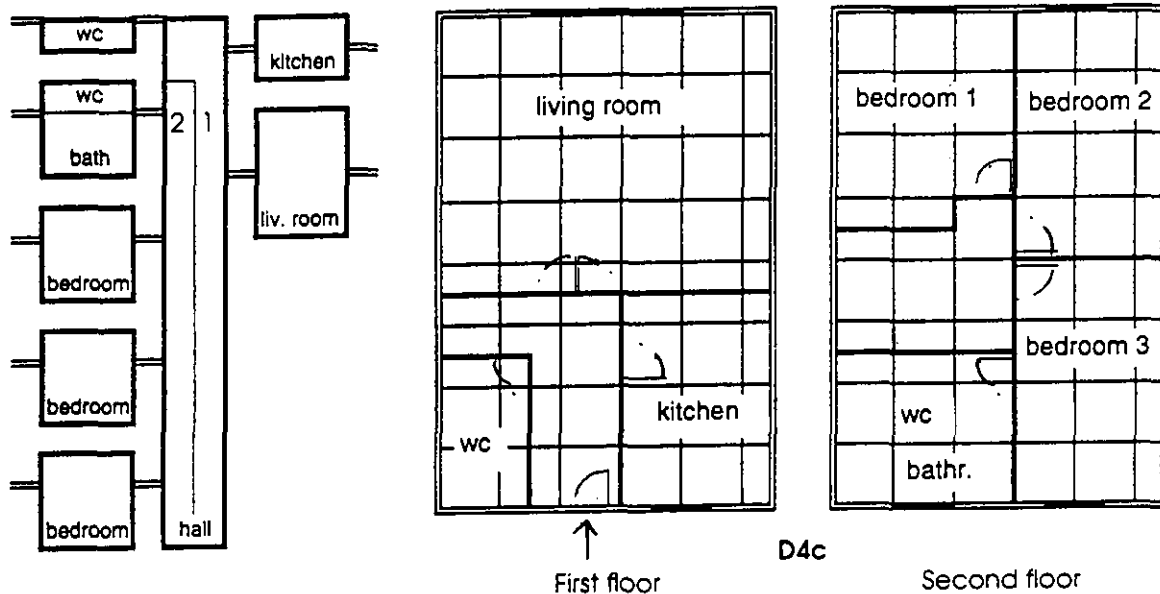 wc
wc
bath
bedroom
bedroom
bedroom
2 1
hall
kitchen
liv. room
living room
wc
kitchen
First floor
D4c
bedroom 1
bedroom 2
bedroom 3
wc
bathr.
Second floor